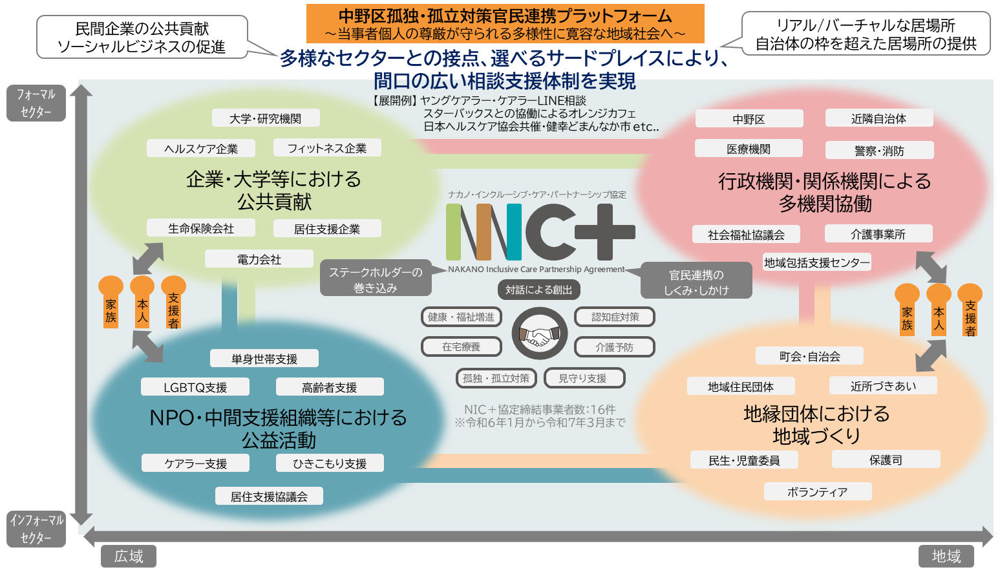 中野区孤独・孤立対策官民連携プラットフォーム
～当事者個人の尊厳が守られる多様性に寛容な地域社会へ～
民間企業の公共貢献
ソーシャルビジネスの促進
リアル/バーチャルな居場所
自治体の枠を超えた居場所の提供
多様なセクターとの接点、選べるサードプレイスにより、
間口の広い相談支援体制を実現
【展開例】ヤングケアラー・ケアラーLINE相談
スターバックスとの協働によるオレンジカフェ
日本ヘルスケア協会共催・健幸どまんなか市 etc..
フォーマル
セクター
大学・研究機関
ヘルスケア企業
フィットネス企業
企業・大学等における
公共貢献
生命保険会社
居住支援企業
電力会社
中野区
近隣自治体
医療機関
警察・消防
行政機関・関係機関による
多機関協働
社会福祉協議会
介護事業所
地域包括支援センター
ナカノ・インクルーシブ・ケア・パートナーシップ協定
NIC+
NAKANO Inclusive Care Partnership Agreement
ステークホルダーの
巻き込み
官民連携の
しくみ・しかけ
対話による創出
健康・福祉増進
認知症対策
在宅療養
介護予防
孤独・孤立対策
見守り支援
NIC＋協定締結事業者数：16件
※令和6年1月から令和7年3月まで
家族
本人
支援者
家族
本人
支援者
単身世帯支援
LGBTQ支援
高齢者支援
NPO・中間支援組織等における
公益活動
ケアラー支援
ひきこもり支援
居住支援協議会
町会・自治会
地域住民団体
近所づきあい
地縁団体における
地域づくり
民生・児童委員
保護司
ボランティア
インフォーマル
セクター
広域
地域